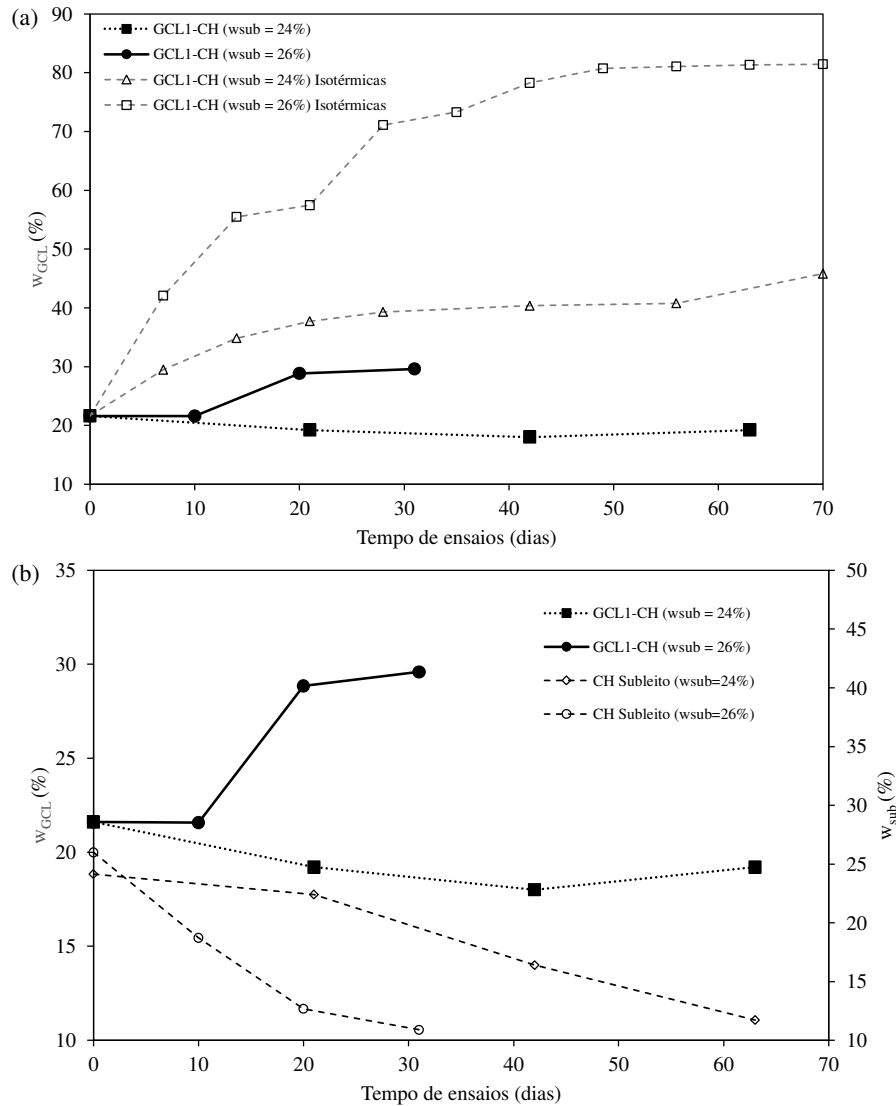 (a)
90
80
70
60
50
40
30
20
10
w_GCL (%)
GCL1-CH (wsub = 24%)
GCL1-CH (wsub = 26%)
GCL1-CH (wsub = 24%) Isotérmicas
GCL1-CH (wsub = 26%) Isotérmicas
0 10 20 30 40 50 60 70
Tempo de ensaios (dias)
(b)
35
30
25
20
15
10
w_GCL (%)
GCL1-CH (wsub = 24%)
GCL1-CH (wsub = 26%)
CH Subleito (wsub=24%)
CH Subleito (wsub=26%)
50
45
40
35
30
25
20
15
10
w_sub (%)
0 10 20 30 40 50 60 70
Tempo de ensaios (dias)